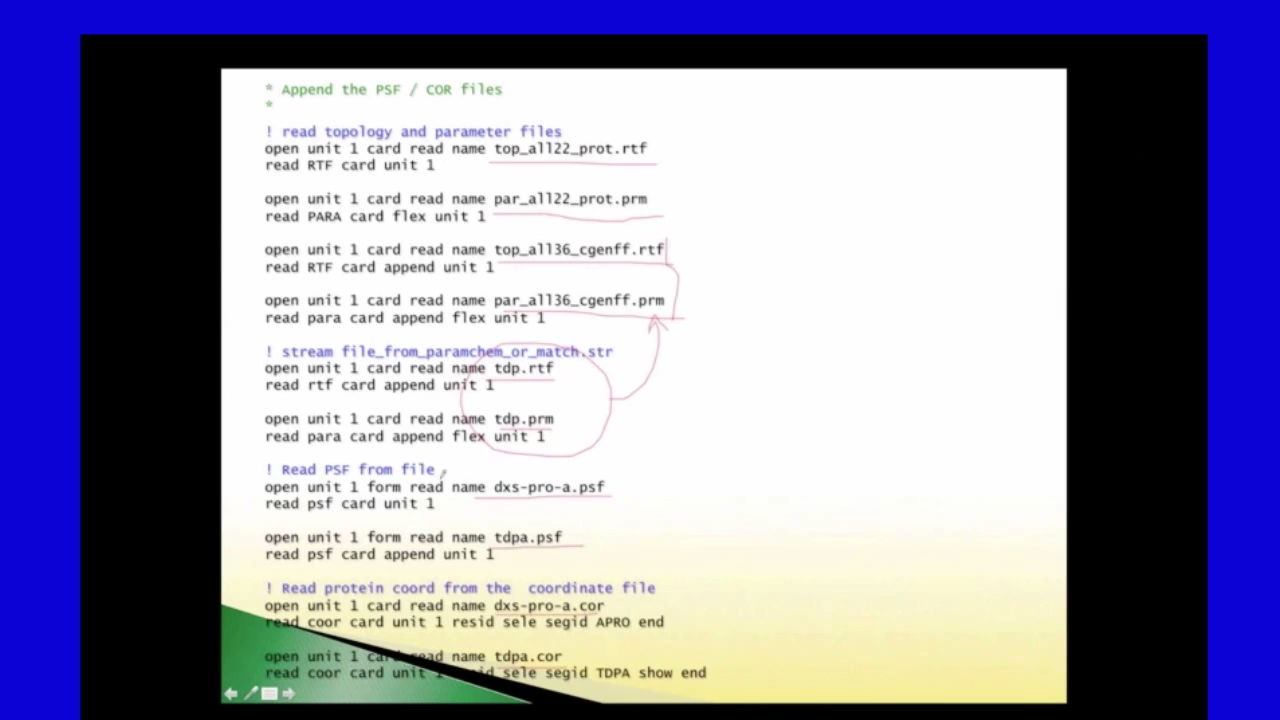 * Append the PSF / COR files
*
! read topology and parameter files
open unit 1 card read name top_all22_prot.rtf
read RTF card unit 1
open unit 1 card read name par_all22_prot.prm
read PARA card flex unit 1
open unit 1 card read name top_all36_cgenff.rtf
read RTF card append unit 1
open unit 1 card read name par_all36_cgenff.prm
read para card append flex unit 1
! stream file_from_paramchem_or_match.str
open unit 1 card read name tdp.rtf
read rtf card append unit 1
open unit 1 card read name tdp.prm
read para card append flex unit 1
! Read PSF from file
open unit 1 form read name dxs-pro-a.psf
read psf card unit 1
open unit 1 form read name tdpa.psf
read psf card append unit 1
! Read protein coord from the coordinate file
open unit 1 card read name dxs-pro-a.cor
read coor card unit 1 resid sele segid APRO end
open unit 1 card read name tdpa.cor
read coor card unit 1 resid sele segid TDPA show end